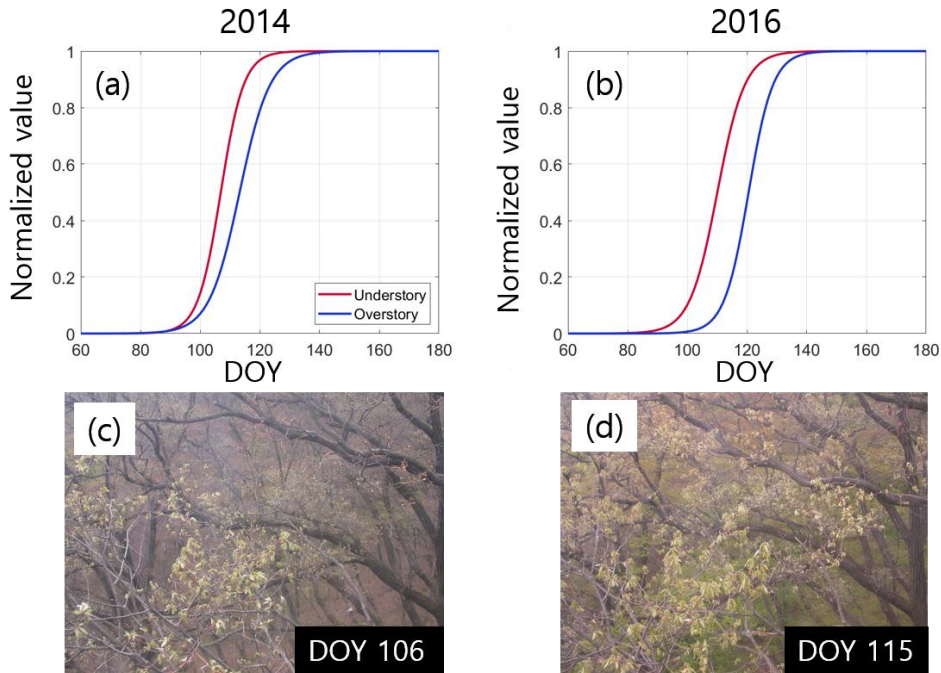 2014
2016
(a)
(b)
Normalized value
Normalized value
1
0.8
0.6
0.4
0.2
0
1
0.8
0.6
0.4
0.2
0
Understory
Overstory
60 80 100 120 140 160 180
60 80 100 120 140 160 180
DOY
DOY
(c)
(d)
DOY 106
DOY 115